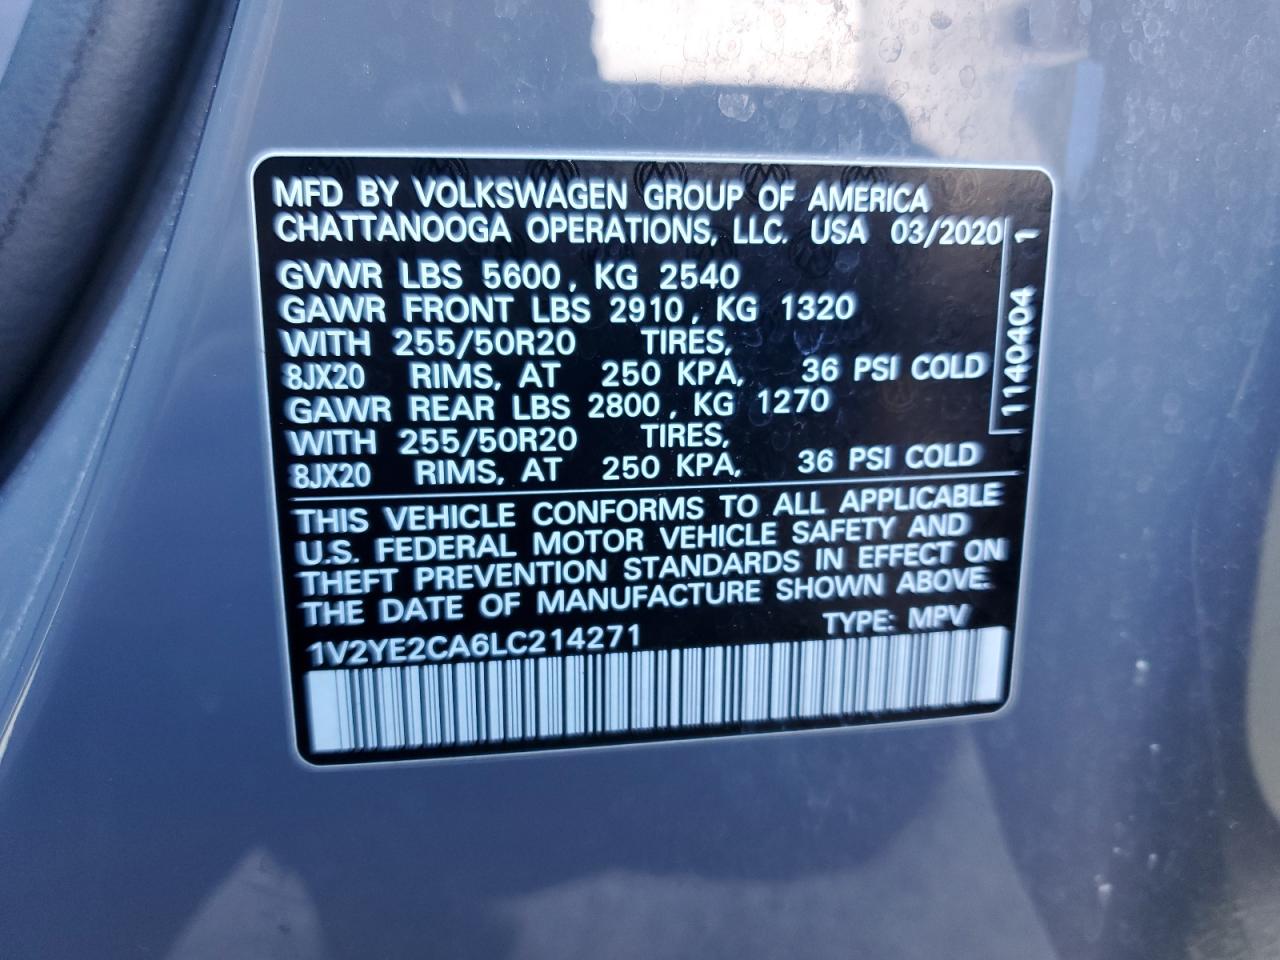 MFD BY VOLKSWAGEN GROUP OF AMERICA
CHATTANOOGA OPERATIONS, LLC. USA 03/2020
GVWR LBS 5600, KG 2540
GAWR FRONT LBS 2910, KG 1320
WITH 255/50R20 TIRES,
8JX20 RIMS, AT 250 KPA, 36 PSI COLD
GAWR REAR LBS 2800, KG 1270
WITH 255/50R20 TIRES,
8JX20 RIMS, AT 250 KPA, 36 PSI COLD
1140404 1
THIS VEHICLE CONFORMS TO ALL APPLICABLE
U.S. FEDERAL MOTOR VEHICLE SAFETY AND
THEFT PREVENTION STANDARDS IN EFFECT ON
THE DATE OF MANUFACTURE SHOWN ABOVE.
1V2YE2CA6LC214271 TYPE: MPV